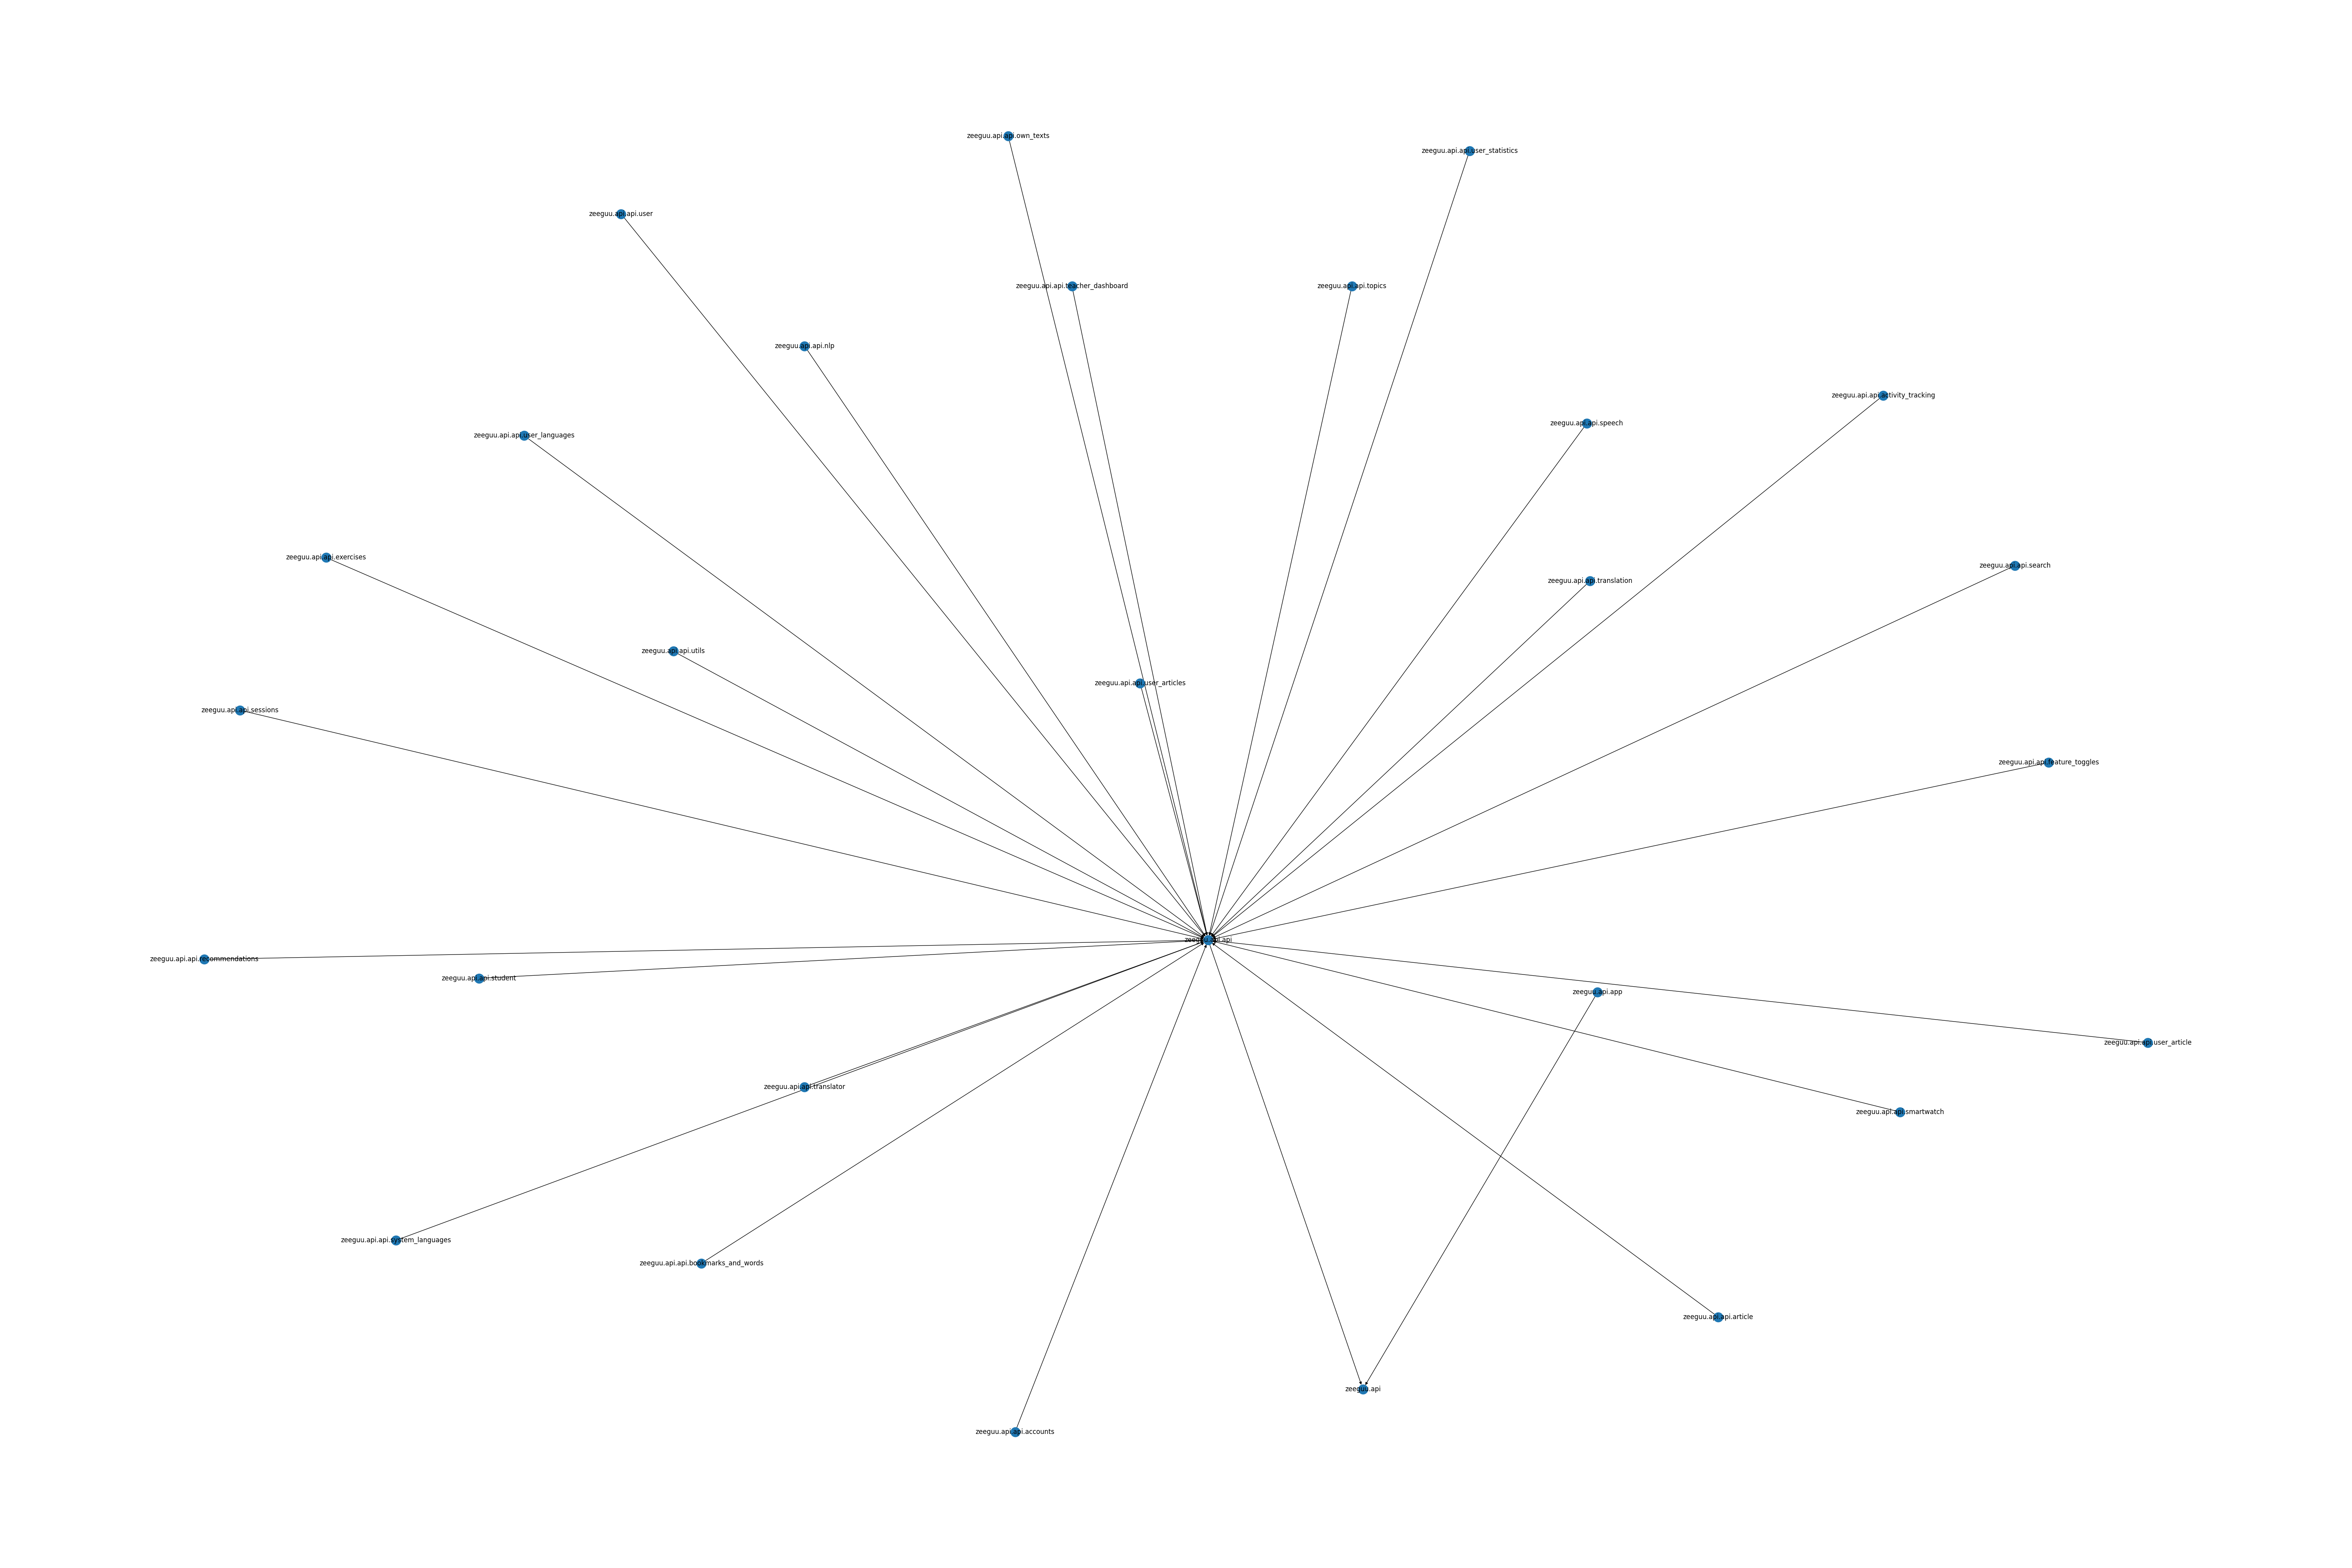 zeeguu.api.api.own_texts
zeeguu.api.api.user_statistics
zeeguu.api.api.user
zeeguu.api.api.teacher_dashboard
zeeguu.api.api.topics
zeeguu.api.api.nlp
zeeguu.api.api.activity_tracking
zeeguu.api.api.speech
zeeguu.api.api.user_languages
zeeguu.api.api.exercises
zeeguu.api.api.search
zeeguu.api.api.translation
zeeguu.api.api.utils
zeeguu.api.api.user_articles
zeeguu.api.api.sessions
zeeguu.api.api.feature_toggles
zeeguu.api.api
zeeguu.api.api.recommendations
zeeguu.api.api.student
zeeguu.api.app
zeeguu.api.api.user_article
zeeguu.api.api.translator
zeeguu.api.api.smartwatch
zeeguu.api.api.system_languages
zeeguu.api.api.bookmarks_and_words
zeeguu.api.api.article
zeeguu.api
zeeguu.api.api.accounts